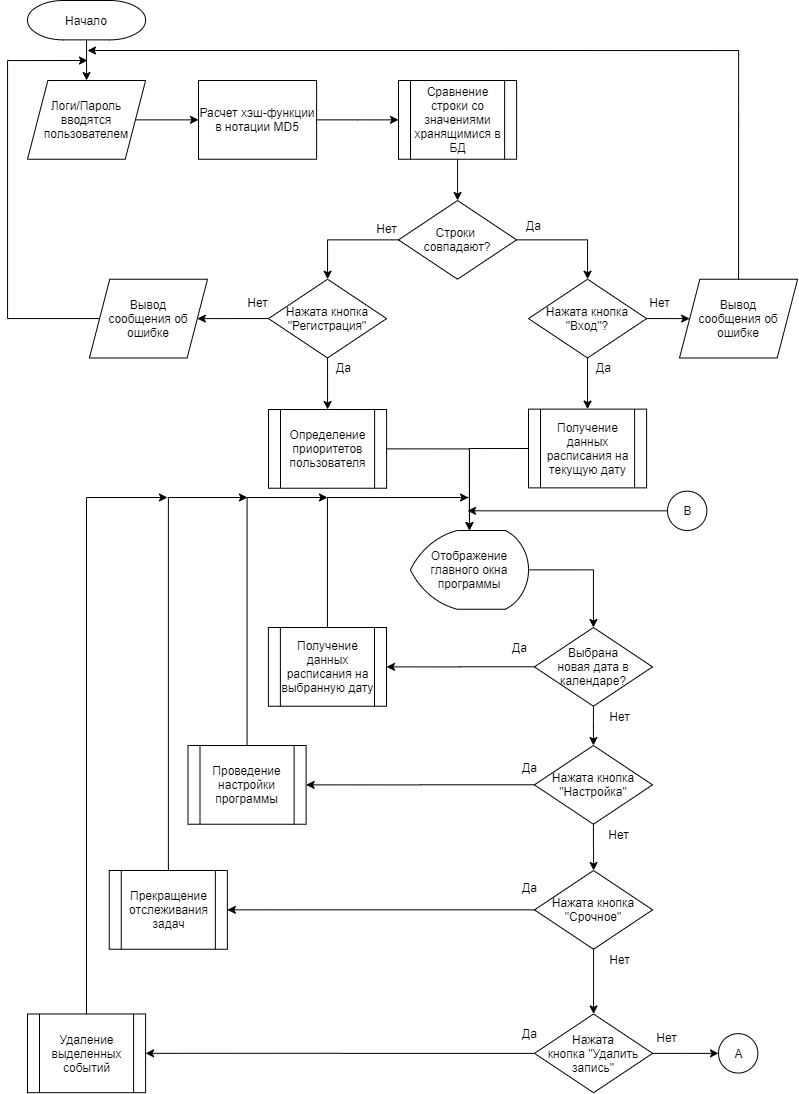 Начало
Логи/Пароль
вводятся
пользователем
Расчет хэш-функции
в нотации MD5
Сравнение
строки со
значениями
хранящимися в
БД
Строки
совпадают?
Нет
Да
Вывод
сообщения об
ошибке
Нет
Нажата кнопка
"Регистрация"
Нажата кнопка
"Вход"?
Нет
Вывод
сообщения об
ошибке
Да
Да
Определение
приоритетов
пользователя
Получение
данных
расписания на
текущую дату
В
Отображение
главного окна
программы
Получение
данных
расписания на
выбранную дату
Да
Выбрана
новая дата в
календаре?
Нет
Проведение
настройки
программы
Да
Нажата кнопка
"Настройка"
Нет
Прекращение
отслеживания
задач
Да
Нажата кнопка
"Срочное"
Нет
Удаление
выделенных
событий
Да
Нажата
кнопка "Удалить
запись"
Нет
А